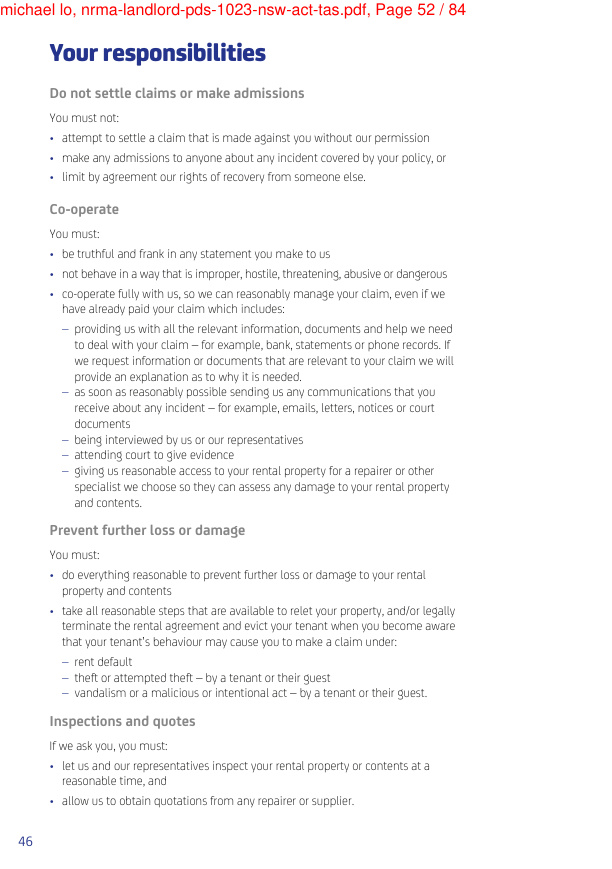 michael lo, nrma-landlord-pds-1023-nsw-act-tas.pdf, Page 52 / 84
Your responsibilities
Do not settle claims or make admissions
You must not:
• attempt to settle a claim that is made against you without our permission
• make any admissions to anyone about any incident covered by your policy, or
• limit by agreement our rights of recovery from someone else.
Co-operate
You must:
• be truthful and frank in any statement you make to us
• not behave in a way that is improper, hostile, threatening, abusive or dangerous
• co-operate fully with us, so we can reasonably manage your claim, even if we
have already paid your claim which includes:
– providing us with all the relevant information, documents and help we need
to deal with your claim – for example, bank, statements or phone records. If
we request information or documents that are relevant to your claim we will
provide an explanation as to why it is needed.
– as soon as reasonably possible sending us any communications that you
receive about any incident – for example, emails, letters, notices or court
documents
– being interviewed by us or our representatives
– attending court to give evidence
– giving us reasonable access to your rental property for a repairer or other
specialist we choose so they can assess any damage to your rental property
and contents.
Prevent further loss or damage
You must:
• do everything reasonable to prevent further loss or damage to your rental
property and contents
• take all reasonable steps that are available to relet your property, and/or legally
terminate the rental agreement and evict your tenant when you become aware
that your tenant's behaviour may cause you to make a claim under:
– rent default
– theft or attempted theft – by a tenant or their guest
– vandalism or a malicious or intentional act – by a tenant or their guest.
Inspections and quotes
If we ask you, you must:
• let us and our representatives inspect your rental property or contents at a
reasonable time, and
• allow us to obtain quotations from any repairer or supplier.
46